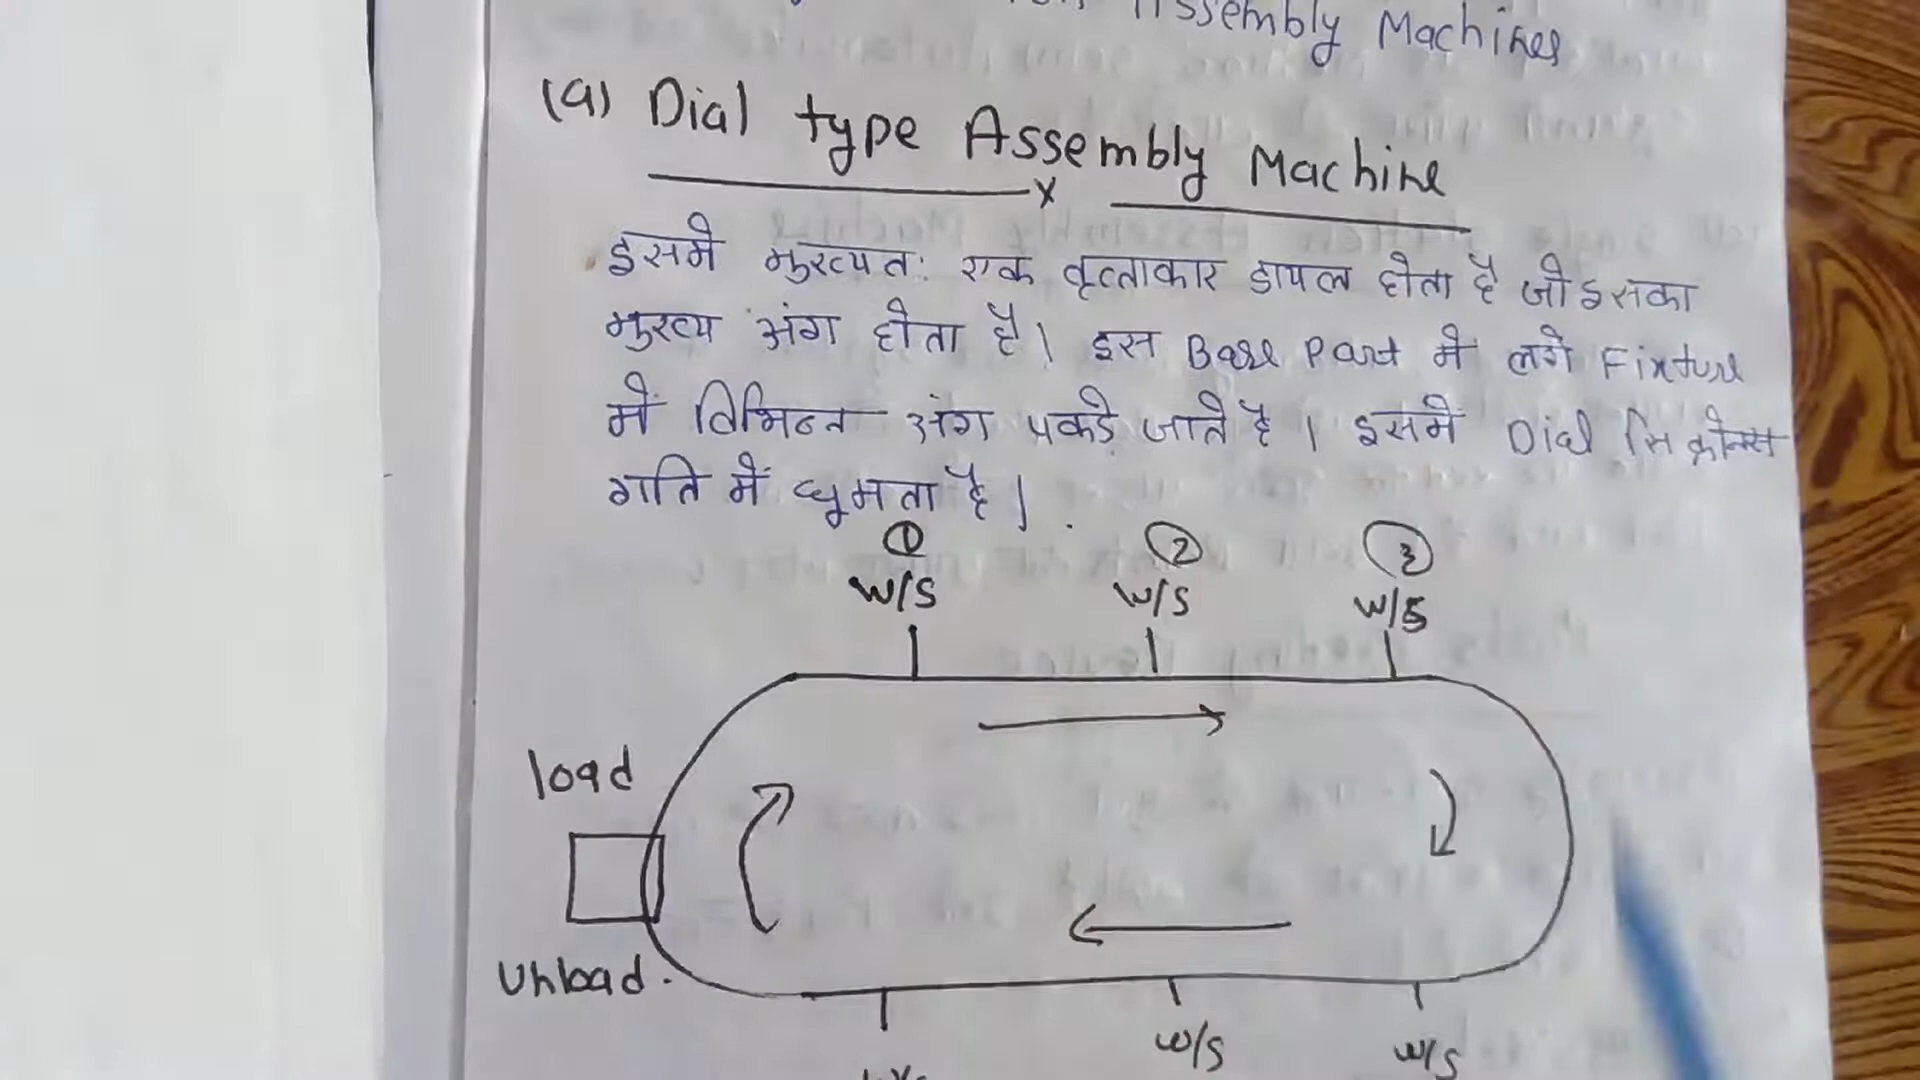 Assembly Machines
(a) Dial type Assembly Machine
इसमे मुख्यत: एक वृत्ताकार डायल होता है जो इसका
मुख्य अंग होता है। इस Base Part मे लगे Fixture
में विभिन्न अंग पकडे जाते है। इसमे Dial सिक्रोन्स
गति में घूमता है।
① ② ③
W/S W/S W/S
load
Unload.
W/S W/S